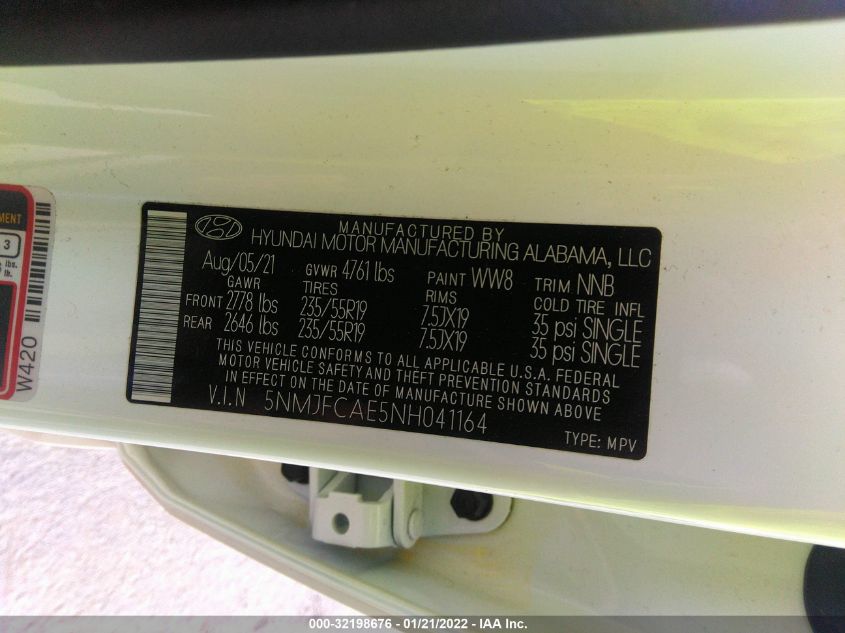 MANUFACTURED BY
HYUNDAI MOTOR MANUFACTURING ALABAMA, LLC
Aug/05/21 GVWR 4761 lbs PAINT WW8 TRIM NNB
GAWR TIRES RIMS COLD TIRE INFL
FRONT 2778 lbs 235/55R19 7.5JX19 35 psi SINGLE
REAR 2646 lbs 235/55R19 7.5JX19 35 psi SINGLE
THIS VEHICLE CONFORMS TO ALL APPLICABLE U.S.A. FEDERAL
MOTOR VEHICLE SAFETY AND THEFT PREVENTION STANDARDS
IN EFFECT ON THE DATE OF MANUFACTURE SHOWN ABOVE
V.I.N 5NMJFCAE5NH041164
TYPE: MPV
3
lbs.
W420
000-32198676 - 01/21/2022 - IAA Inc.